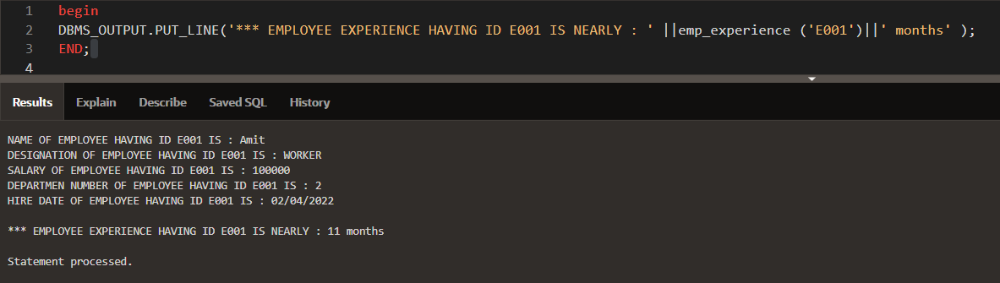 1 begin
2 DBMS_OUTPUT.PUT_LINE('*** EMPLOYEE EXPERIENCE HAVING ID E001 IS NEARLY : ' ||emp_experience ('E001')||' months' );
3 END;
4
Results Explain Describe Saved SQL History
NAME OF EMPLOYEE HAVING ID E001 IS : Amit
DESIGNATION OF EMPLOYEE HAVING ID E001 IS : WORKER
SALARY OF EMPLOYEE HAVING ID E001 IS : 100000
DEPARTMEN NUMBER OF EMPLOYEE HAVING ID E001 IS : 2
HIRE DATE OF EMPLOYEE HAVING ID E001 IS : 02/04/2022
*** EMPLOYEE EXPERIENCE HAVING ID E001 IS NEARLY : 11 months
Statement processed.